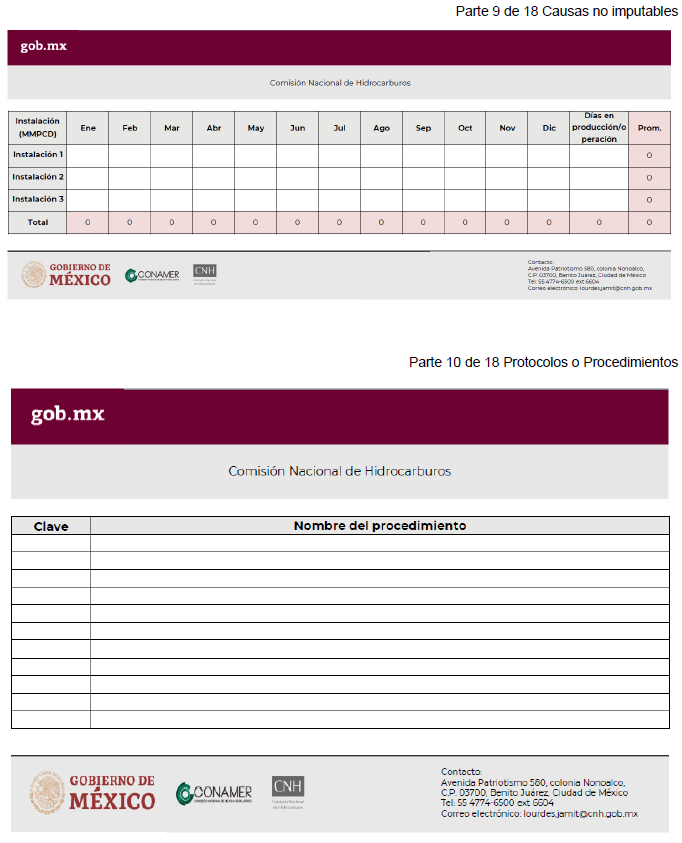 Parte 9 de 18 Causas no imputables
gob.mx
Comisión Nacional de Hidrocarburos
Instalación (MMPCD) Ene Feb Mar Abr May Jun Jul Ago Sep Oct Nov Dic Días en producción/o peración Prom.
Instalación 1 0
Instalación 2 0
Instalación 3 0
Total 0 0 0 0 0 0 0 0 0 0 0 0 0 0
GOBIERNO DE
MÉXICO
CONAMER
CNH
Contacto:
Avenida Patriotismo 580, colonia Nonoalco,
C.P. 03700, Benito Juárez, Ciudad de México
Tel: 55 4774-6500 ext 6604
Correo electrónico: lourdes.jamit@cnh.gob.mx
Parte 10 de 18 Protocolos o Procedimientos
gob.mx
Comisión Nacional de Hidrocarburos
Clave Nombre del procedimiento
GOBIERNO DE
MÉXICO
CONAMER
CNH
Comisión Nacional
de Hidrocarburos
Contacto:
Avenida Patriotismo 580, colonia Nonoalco,
C.P. 03700, Benito Juárez, Ciudad de México
Tel: 55 4774-6500 ext 6604
Correo electrónico: lourdes.jamit@cnh.gob.mx